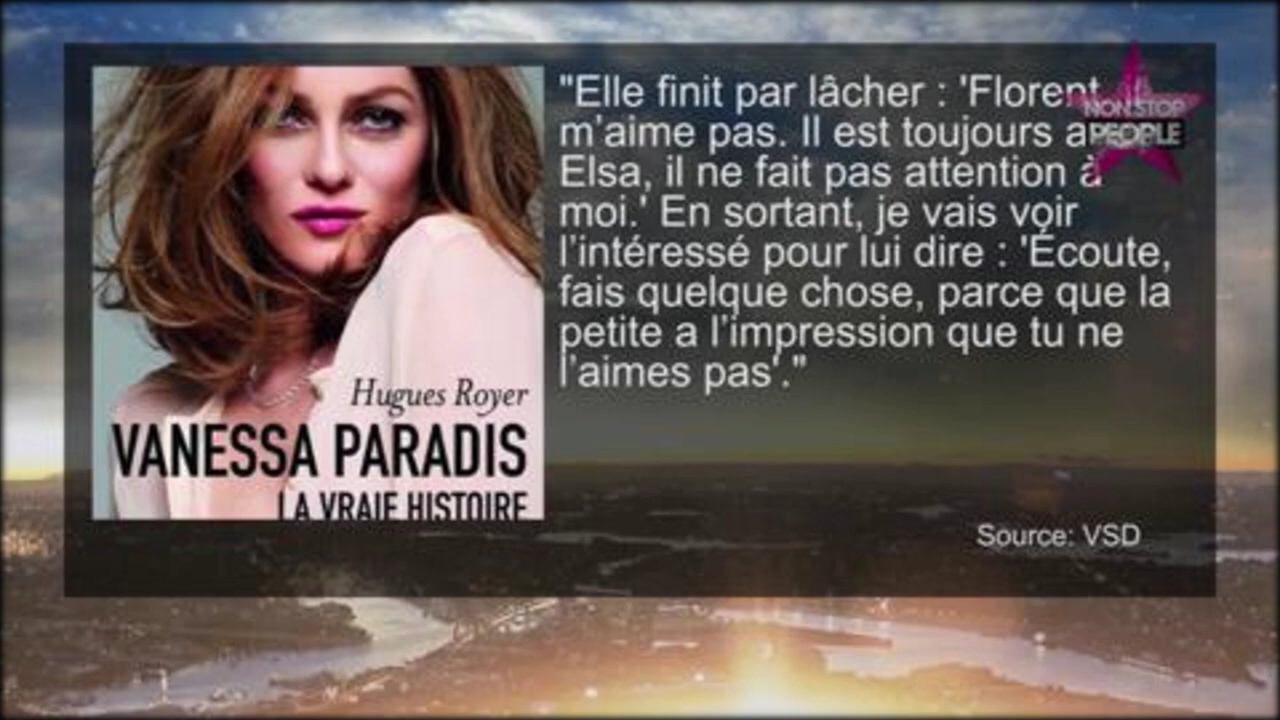 "Elle finit par lâcher : 'Florent
m'aime pas. Il est toujours a
Elsa, il ne fait pas attention à
moi.' En sortant, je vais voir
l'intéressé pour lui dire : 'Écoute,
fais quelque chose, parce que la
petite a l'impression que tu ne
l'aimes pas'."
NON STOP
PEOPLE
Hugues Royer
VANESSA PARADIS
LA VRAIE HISTOIRE
Source: VSD